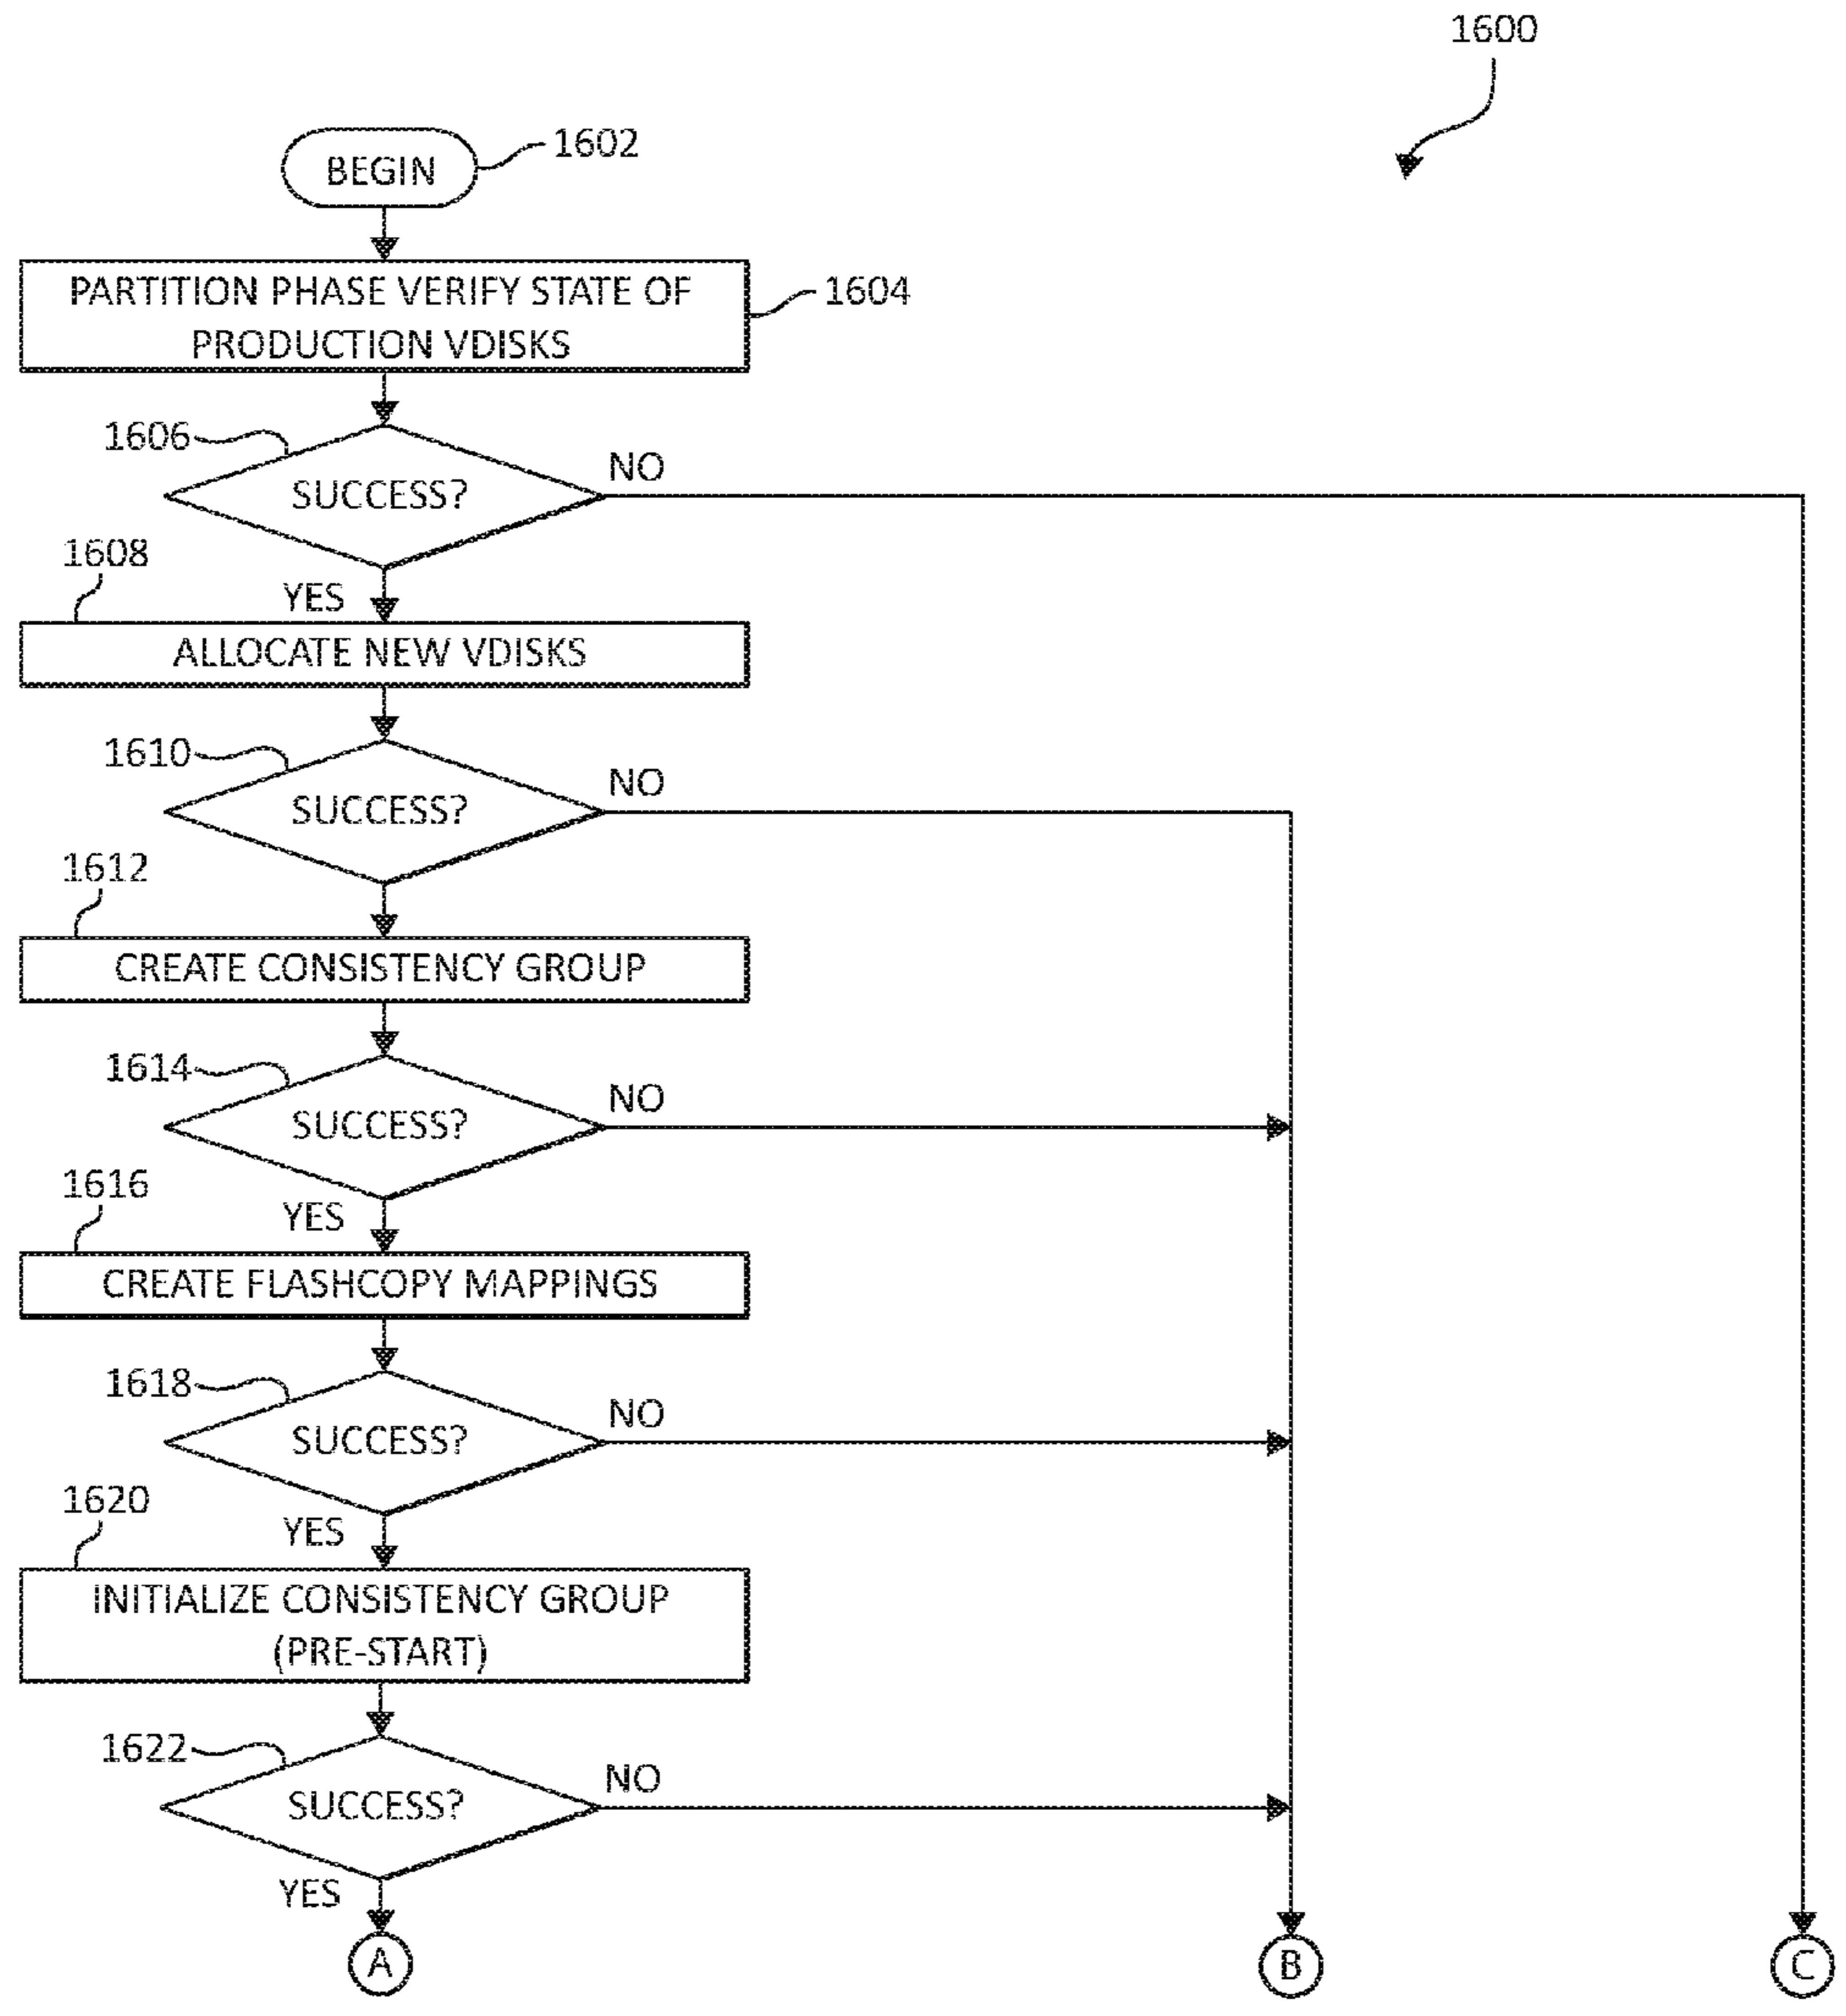 1600
BEGIN
1602
PARTITION PHASE VERIFY STATE OF
PRODUCTION VDISKS
1604
1606
SUCCESS?
NO
1608
YES
ALLOCATE NEW VDISKS
1610
SUCCESS?
NO
1612
CREATE CONSISTENCY GROUP
1614
SUCCESS?
NO
1616
YES
CREATE FLASHCOPY MAPPINGS
1618
SUCCESS?
NO
1620
YES
INITIALIZE CONSISTENCY GROUP
(PRE-START)
1622
SUCCESS?
NO
YES
A
B
C